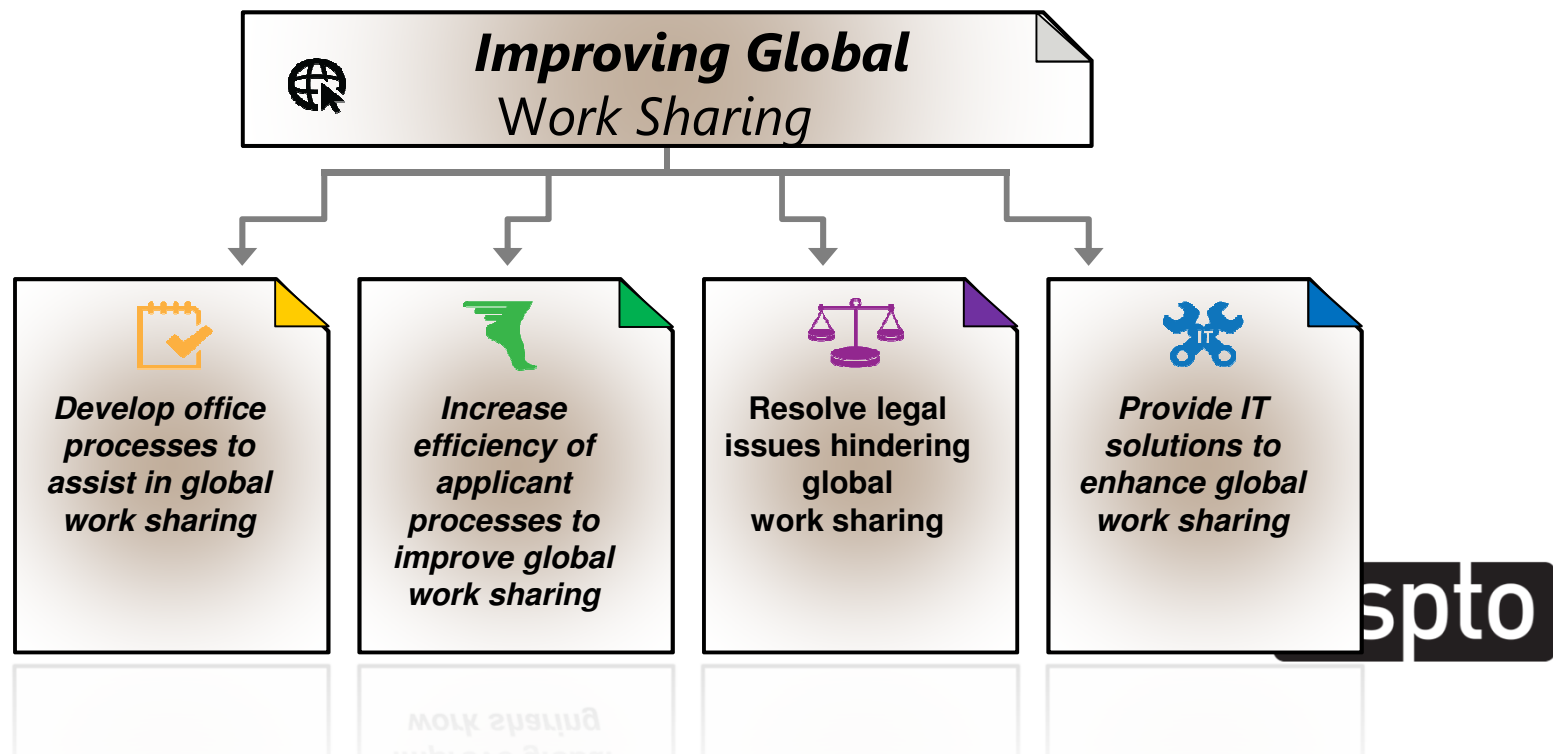 Improving Global
Work Sharing
Develop office
processes to
assist in global
work sharing
Increase
efficiency of
applicant
processes to
improve global
work sharing
Resolve legal
issues hindering
global
work sharing
IT
Provide IT
solutions to
enhance global
work sharing
spto